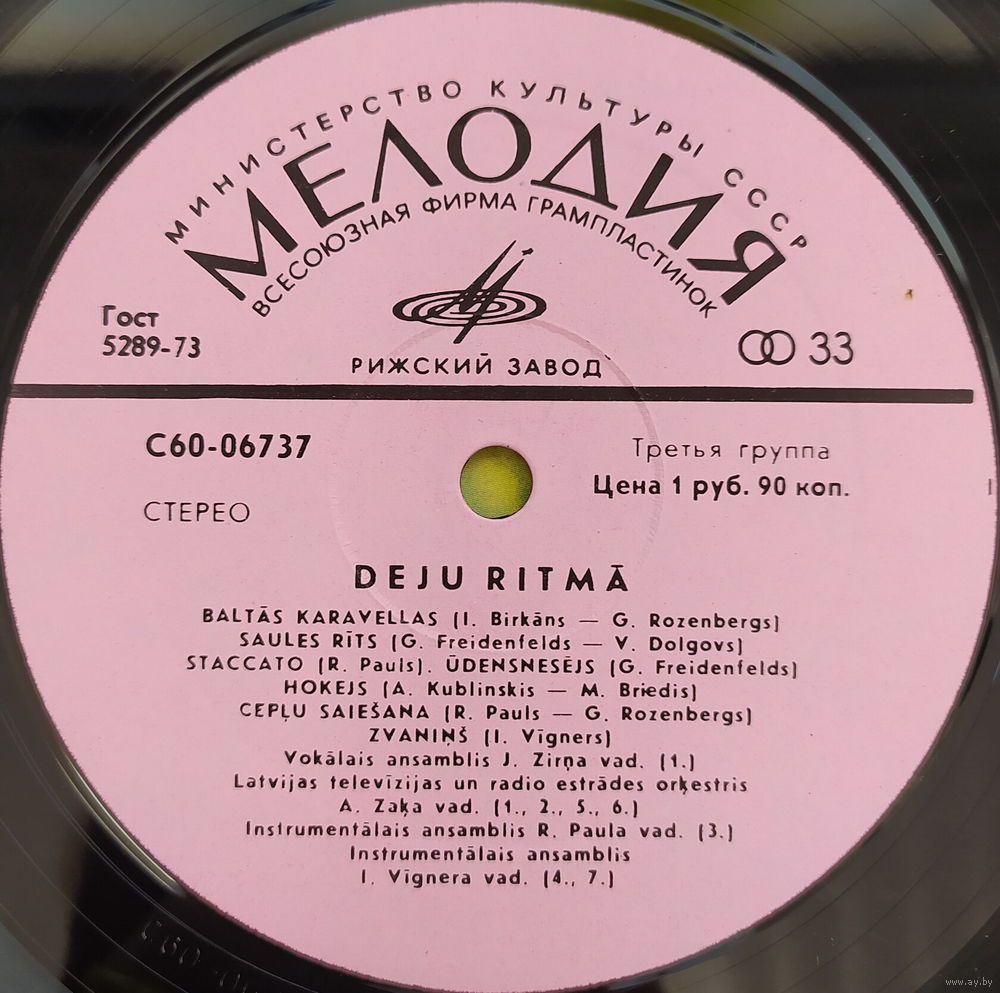 МИНИСТЕРСТВО КУЛЬТУРЫ СССР
МЕЛОДИЯ
ВСЕСОЮЗНАЯ ФИРМА ГРАМПЛАСТИНОК
Гост
5289-73
33
РИЖСКИЙ ЗАВОД
С60-06737
Третья группа
Цена 1 руб. 90 коп.
СТЕРЕО
DEJU RITMĀ
BALTĀS KARAVELLAS (I. Birkāns — G. Rozenbergs)
SAULES RĪTS (G. Freidenfelds — V. Dolgovs)
STACCATO (R. Pauls). ŪDENSNESĒJS (G. Freidenfelds)
HOKEJS (A. Kublinskis — M. Briedis)
CEPĻU SAIEŠANA (R. Pauls — G. Rozenbergs)
ZVANIŅŠ (I. Vīgners)
Vokālais ansamblis J. Zirņa vad. (1.)
Latvijas televīzijas un radio estrādes orķestris
A. Zaķa vad. (1., 2., 5., 6.)
Instrumentālais ansamblis R. Paula vad. (3.)
Instrumentālais ansamblis
I. Vīgnera vad. (4., 7.)
www.ay.by